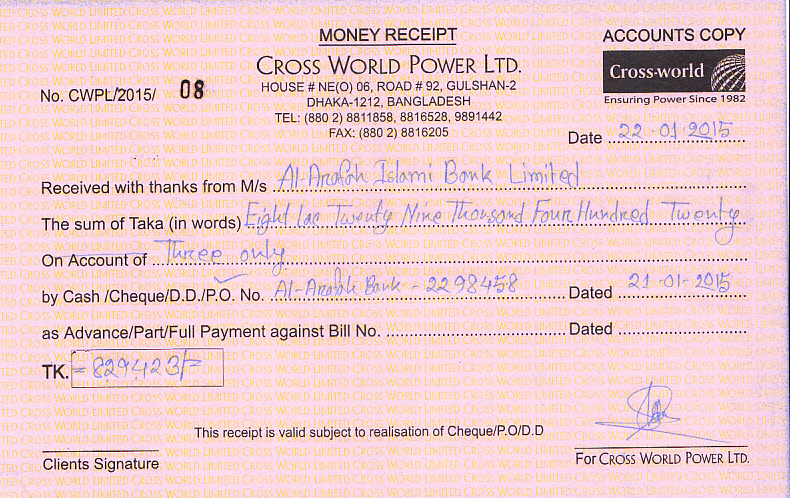 MONEY RECEIPT
ACCOUNTS COPY
CROSS WORLD POWER LTD.
Cross-world
Ensuring Power Since 1982
HOUSE # NE(O) 06, ROAD # 92, GULSHAN-2
DHAKA-1212, BANGLADESH
TEL: (880 2) 8811858, 8816528, 9891442
FAX: (880 2) 8816205
No. CWPL/2015/ 08
Date 22-01-2015
Received with thanks from M/s Al-Arafah Islami Bank Limited
The sum of Taka (in words) Eight lac Twenty Nine Thousand Four Hundred Twenty
On Account of Three only.
by Cash /Cheque/D.D./P.O. No. Al-Arafah Bank - 2298458 Dated 21-01-2015
as Advance/Part/Full Payment against Bill No. Dated
TK. =829423/=
This receipt is valid subject to realisation of Cheque/P.O/D.D
Clients Signature
For CROSS WORLD POWER LTD.